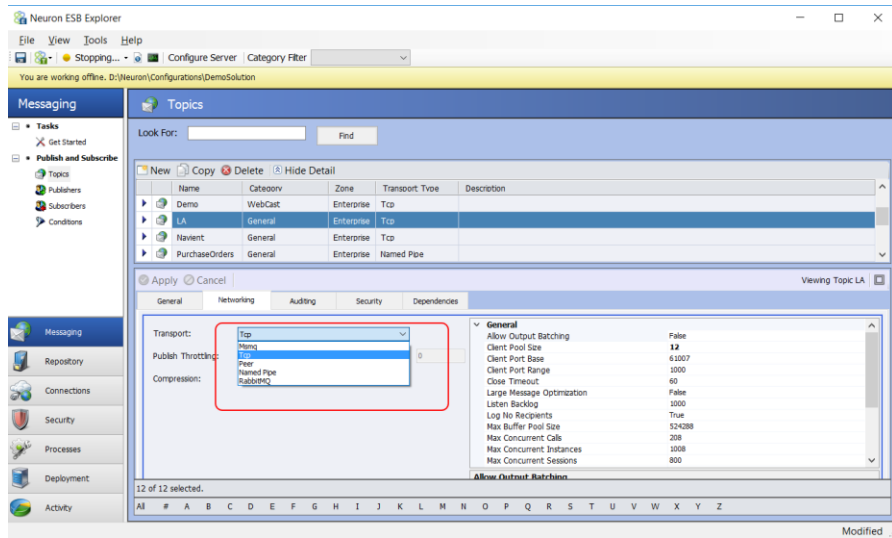 Neuron ESB Explorer
File View Tools Help
Stopping... Configure Server Category Filter
You are working offline. D:\Neuron\Configurations\DemoSolution
Messaging
Tasks
Get Started
Publish and Subscribe
Topics
Publishers
Subscribers
Conditions
Messaging
Repository
Connections
Security
Processes
Deployment
Activity
Topics
Look For: Find
New Copy Delete Hide Detail
Name Category Zone Transport Type Description
Demo WebCast Enterprise Tcp
LA General Enterprise Tcp
Navient General Enterprise Tcp
PurchaseOrders General Enterprise Named Pipe
Apply Cancel Viewing Topic LA
General Networking Auditing Security Dependencies
Transport: Tcp
Msmq
Tcp
Peer
Named Pipe
RabbitMQ
Publish Throttling: 0
Compression:
General
Allow Output Batching False
Client Pool Size 12
Client Port Base 61007
Client Port Range 1000
Close Timeout 60
Large Message Optimization False
Listen Backlog 1000
Log No Recipients True
Max Buffer Pool Size 524288
Max Concurrent Calls 208
Max Concurrent Instances 1008
Max Concurrent Sessions 800
Allow Output Batching
12 of 12 selected.
All # A B C D E F G H I J K L M N O P Q R S T U V W X Y Z
Modified